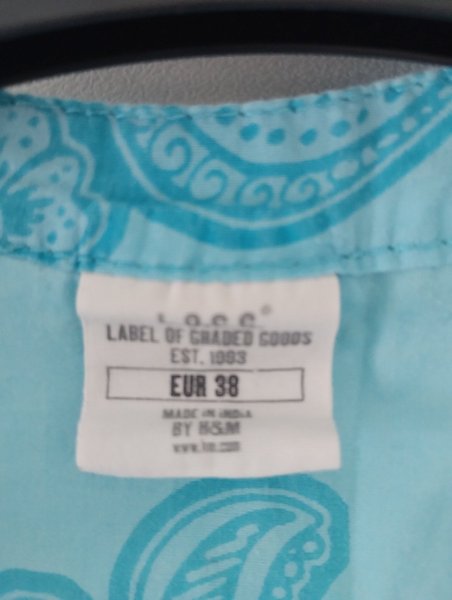 L.O.G.G.®
LABEL OF GRADED GOODS
EST. 1993
EUR 38
MADE IN INDIA
BY H&M
www.hm.com